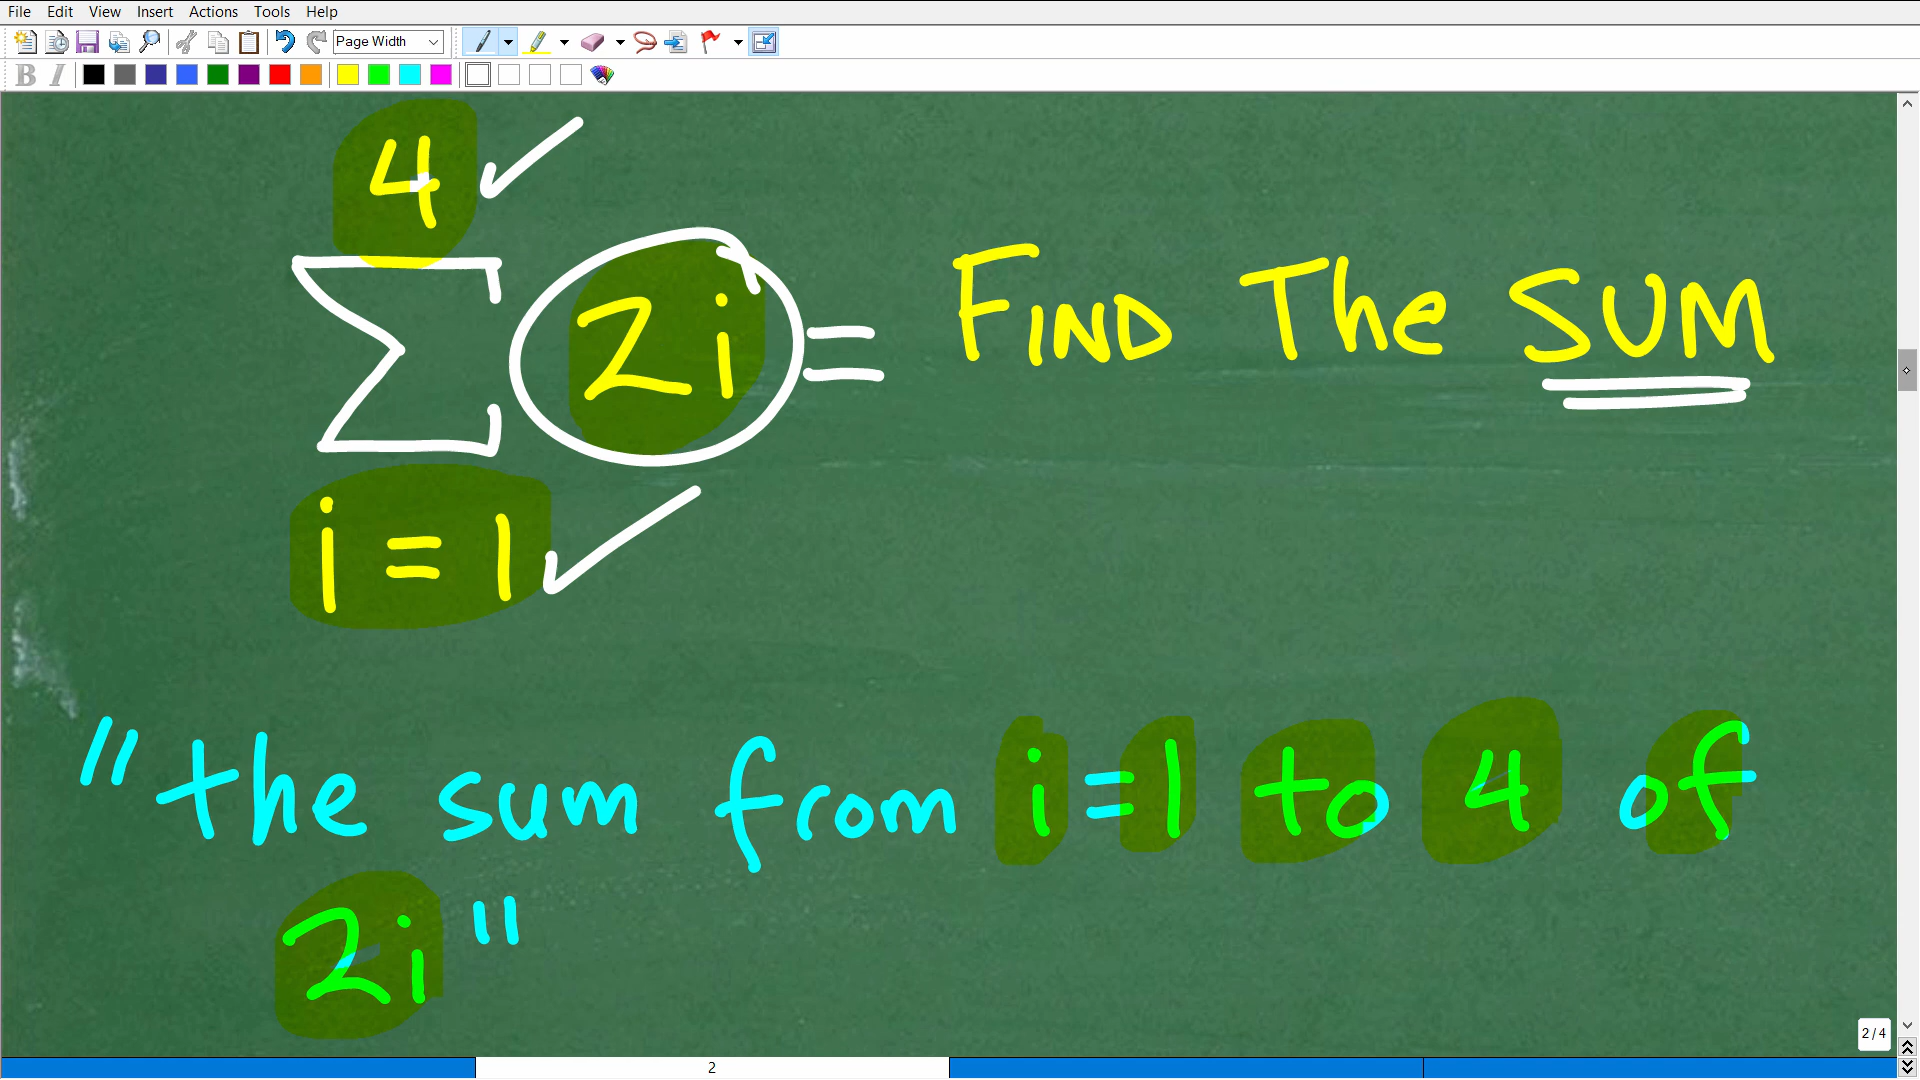 File Edit View Insert Actions Tools Help
Page Width
B I
4
∑ 2i = FIND The SUM
i = 1
"the sum from i = 1 to 4 of
2i"
2 / 4
2